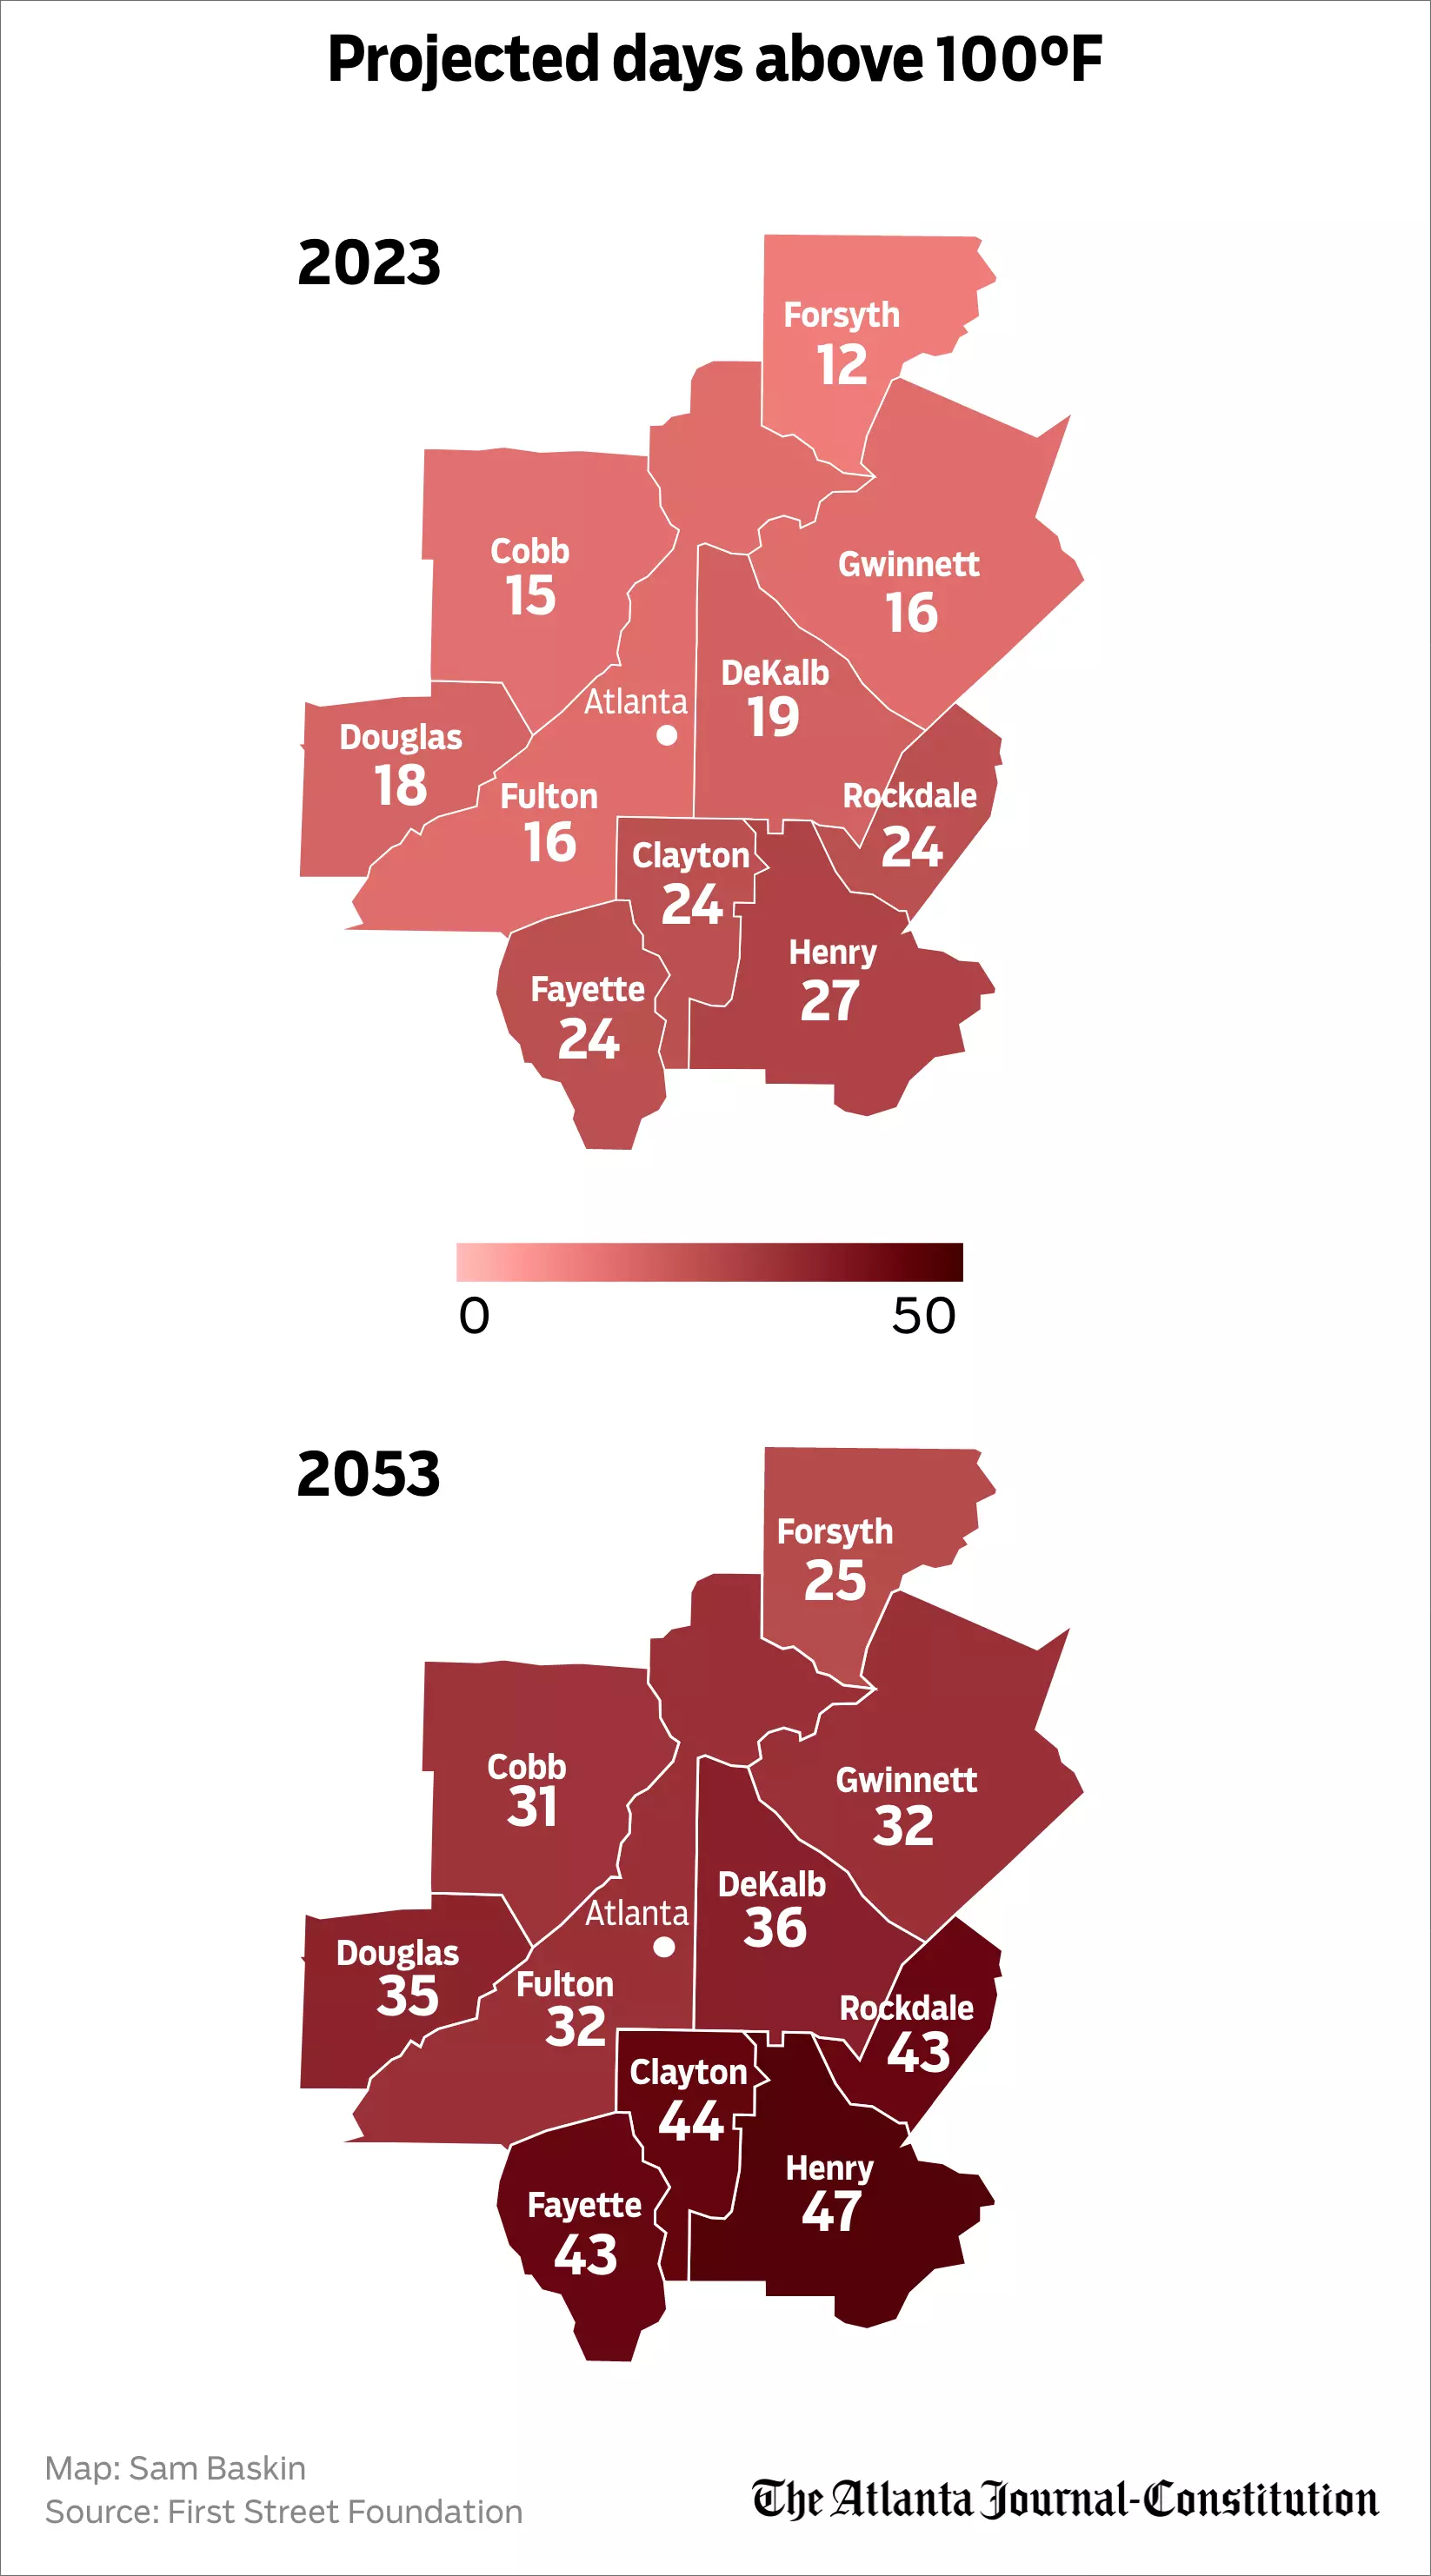 Projected days above 100ºF
2023
Forsyth
12
Cobb
15
Gwinnett
16
DeKalb
19
Atlanta
Douglas
18
Fulton
16
Rockdale
24
Clayton
24
Henry
27
Fayette
24
0
50
2053
Forsyth
25
Cobb
31
Gwinnett
32
DeKalb
36
Atlanta
Douglas
35
Fulton
32
Rockdale
43
Clayton
44
Henry
47
Fayette
43
Map: Sam Baskin
Source: First Street Foundation
The Atlanta Journal-Constitution